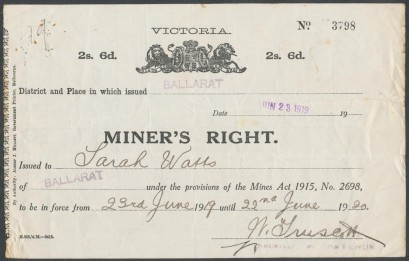 VICTORIA.
Nº 3798
2s. 6d. 2s. 6d.
District and Place in which issued BALLARAT
Date JUN 23 1919 19
MINER'S RIGHT.
Issued to Sarah Watts
of BALLARAT under the provisions of the Mines Act 1915, No. 2698,
to be in force from 23rd June 1919 until 22nd June 1920.
W. Truscott